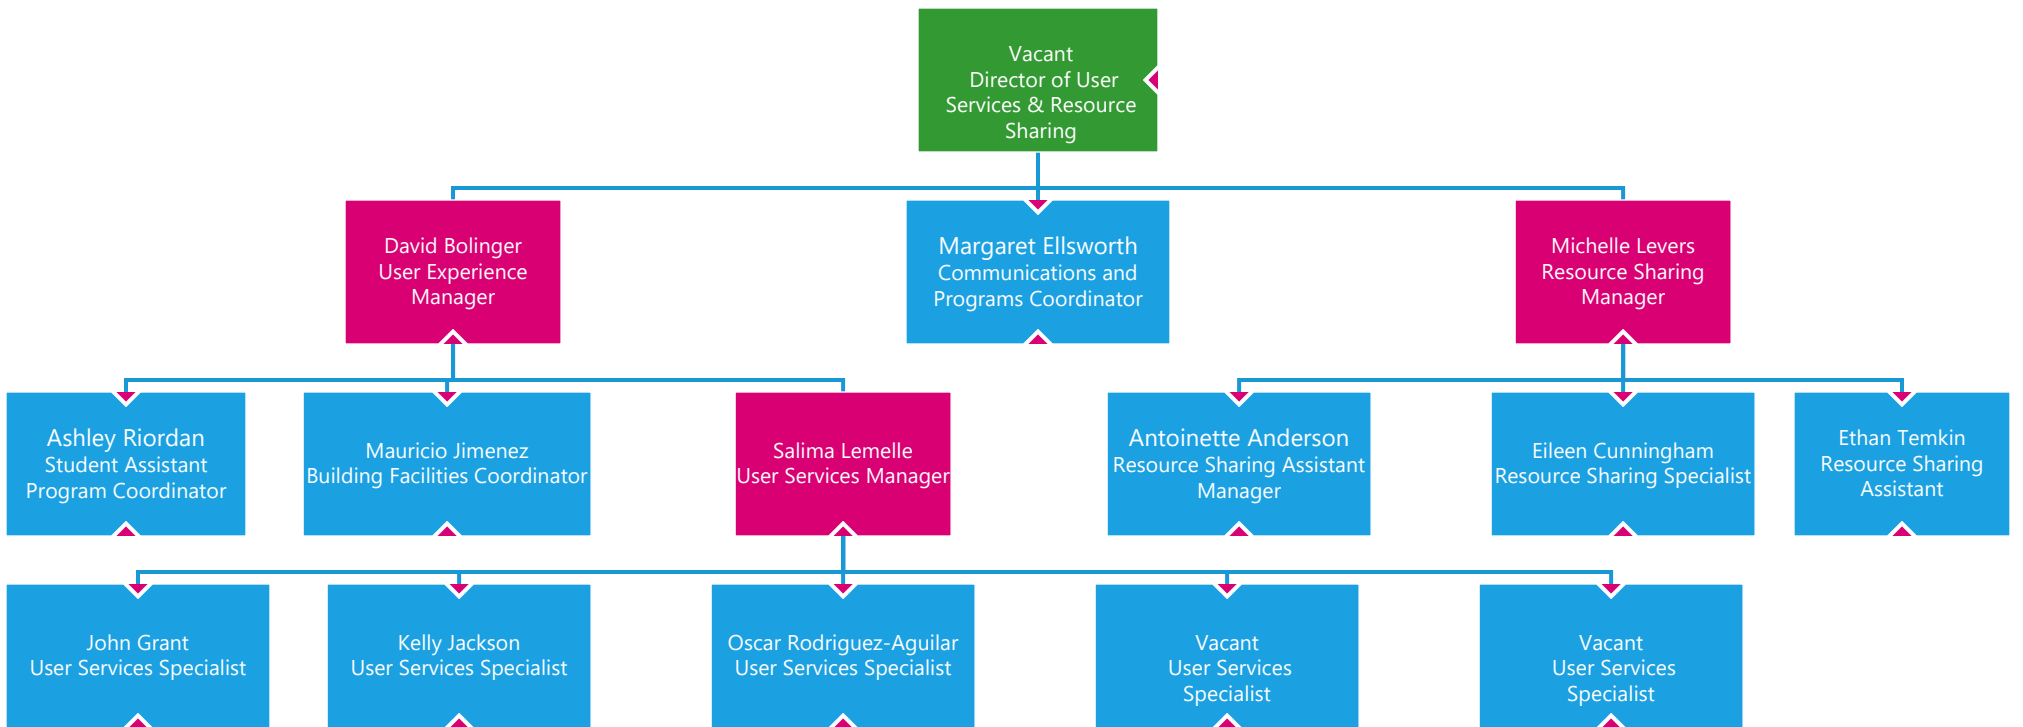 Vacant
Director of User
Services & Resource
Sharing
David Bolinger
User Experience
Manager
Margaret Ellsworth
Communications and
Programs Coordinator
Michelle Levers
Resource Sharing
Manager
Ashley Riordan
Student Assistant
Program Coordinator
Mauricio Jimenez
Building Facilities Coordinator
Salima Lemelle
User Services Manager
Antoinette Anderson
Resource Sharing Assistant
Manager
Eileen Cunningham
Resource Sharing Specialist
Ethan Temkin
Resource Sharing
Assistant
John Grant
User Services Specialist
Kelly Jackson
User Services Specialist
Oscar Rodriguez-Aguilar
User Services Specialist
Vacant
User Services
Specialist
Vacant
User Services
Specialist